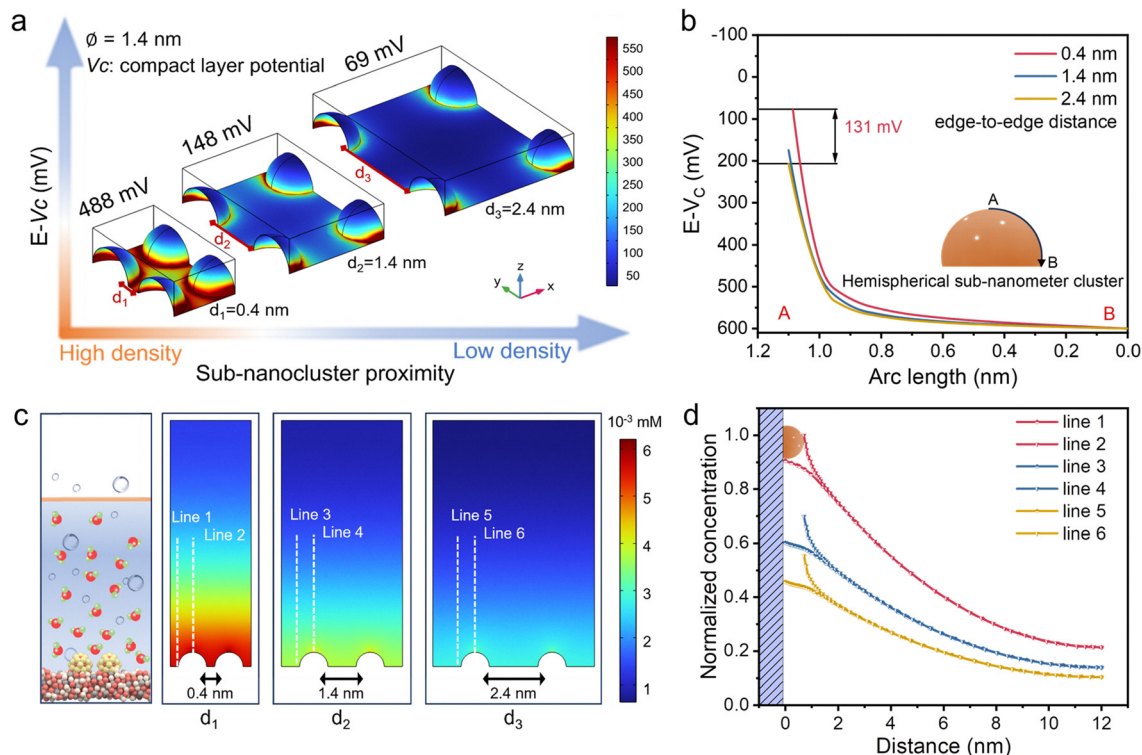 a
∅ = 1.4 nm
Vc: compact layer potential
E-Vc (mV)
488 mV
148 mV
69 mV
d1
d2
d3
d1=0.4 nm
d2=1.4 nm
d3=2.4 nm
z
y
x
High density
Low density
Sub-nanocluster proximity
550
500
450
400
350
300
250
200
150
100
50
b
-100
0
100
200
300
400
500
600
E-VC (mV)
0.4 nm
1.4 nm
2.4 nm
edge-to-edge distance
131 mV
A
B
Hemispherical sub-nanometer cluster
A
B
1.2
1.0
0.8
0.6
0.4
0.2
0.0
Arc length (nm)
c
Line 1
Line 2
0.4 nm
d1
Line 3
Line 4
1.4 nm
d2
Line 5
Line 6
2.4 nm
d3
10-3 mM
6
5
4
3
2
1
d
1.0
0.8
0.6
0.4
0.2
0.0
Normalized concentration
line 1
line 2
line 3
line 4
line 5
line 6
0
2
4
6
8
10
12
Distance (nm)